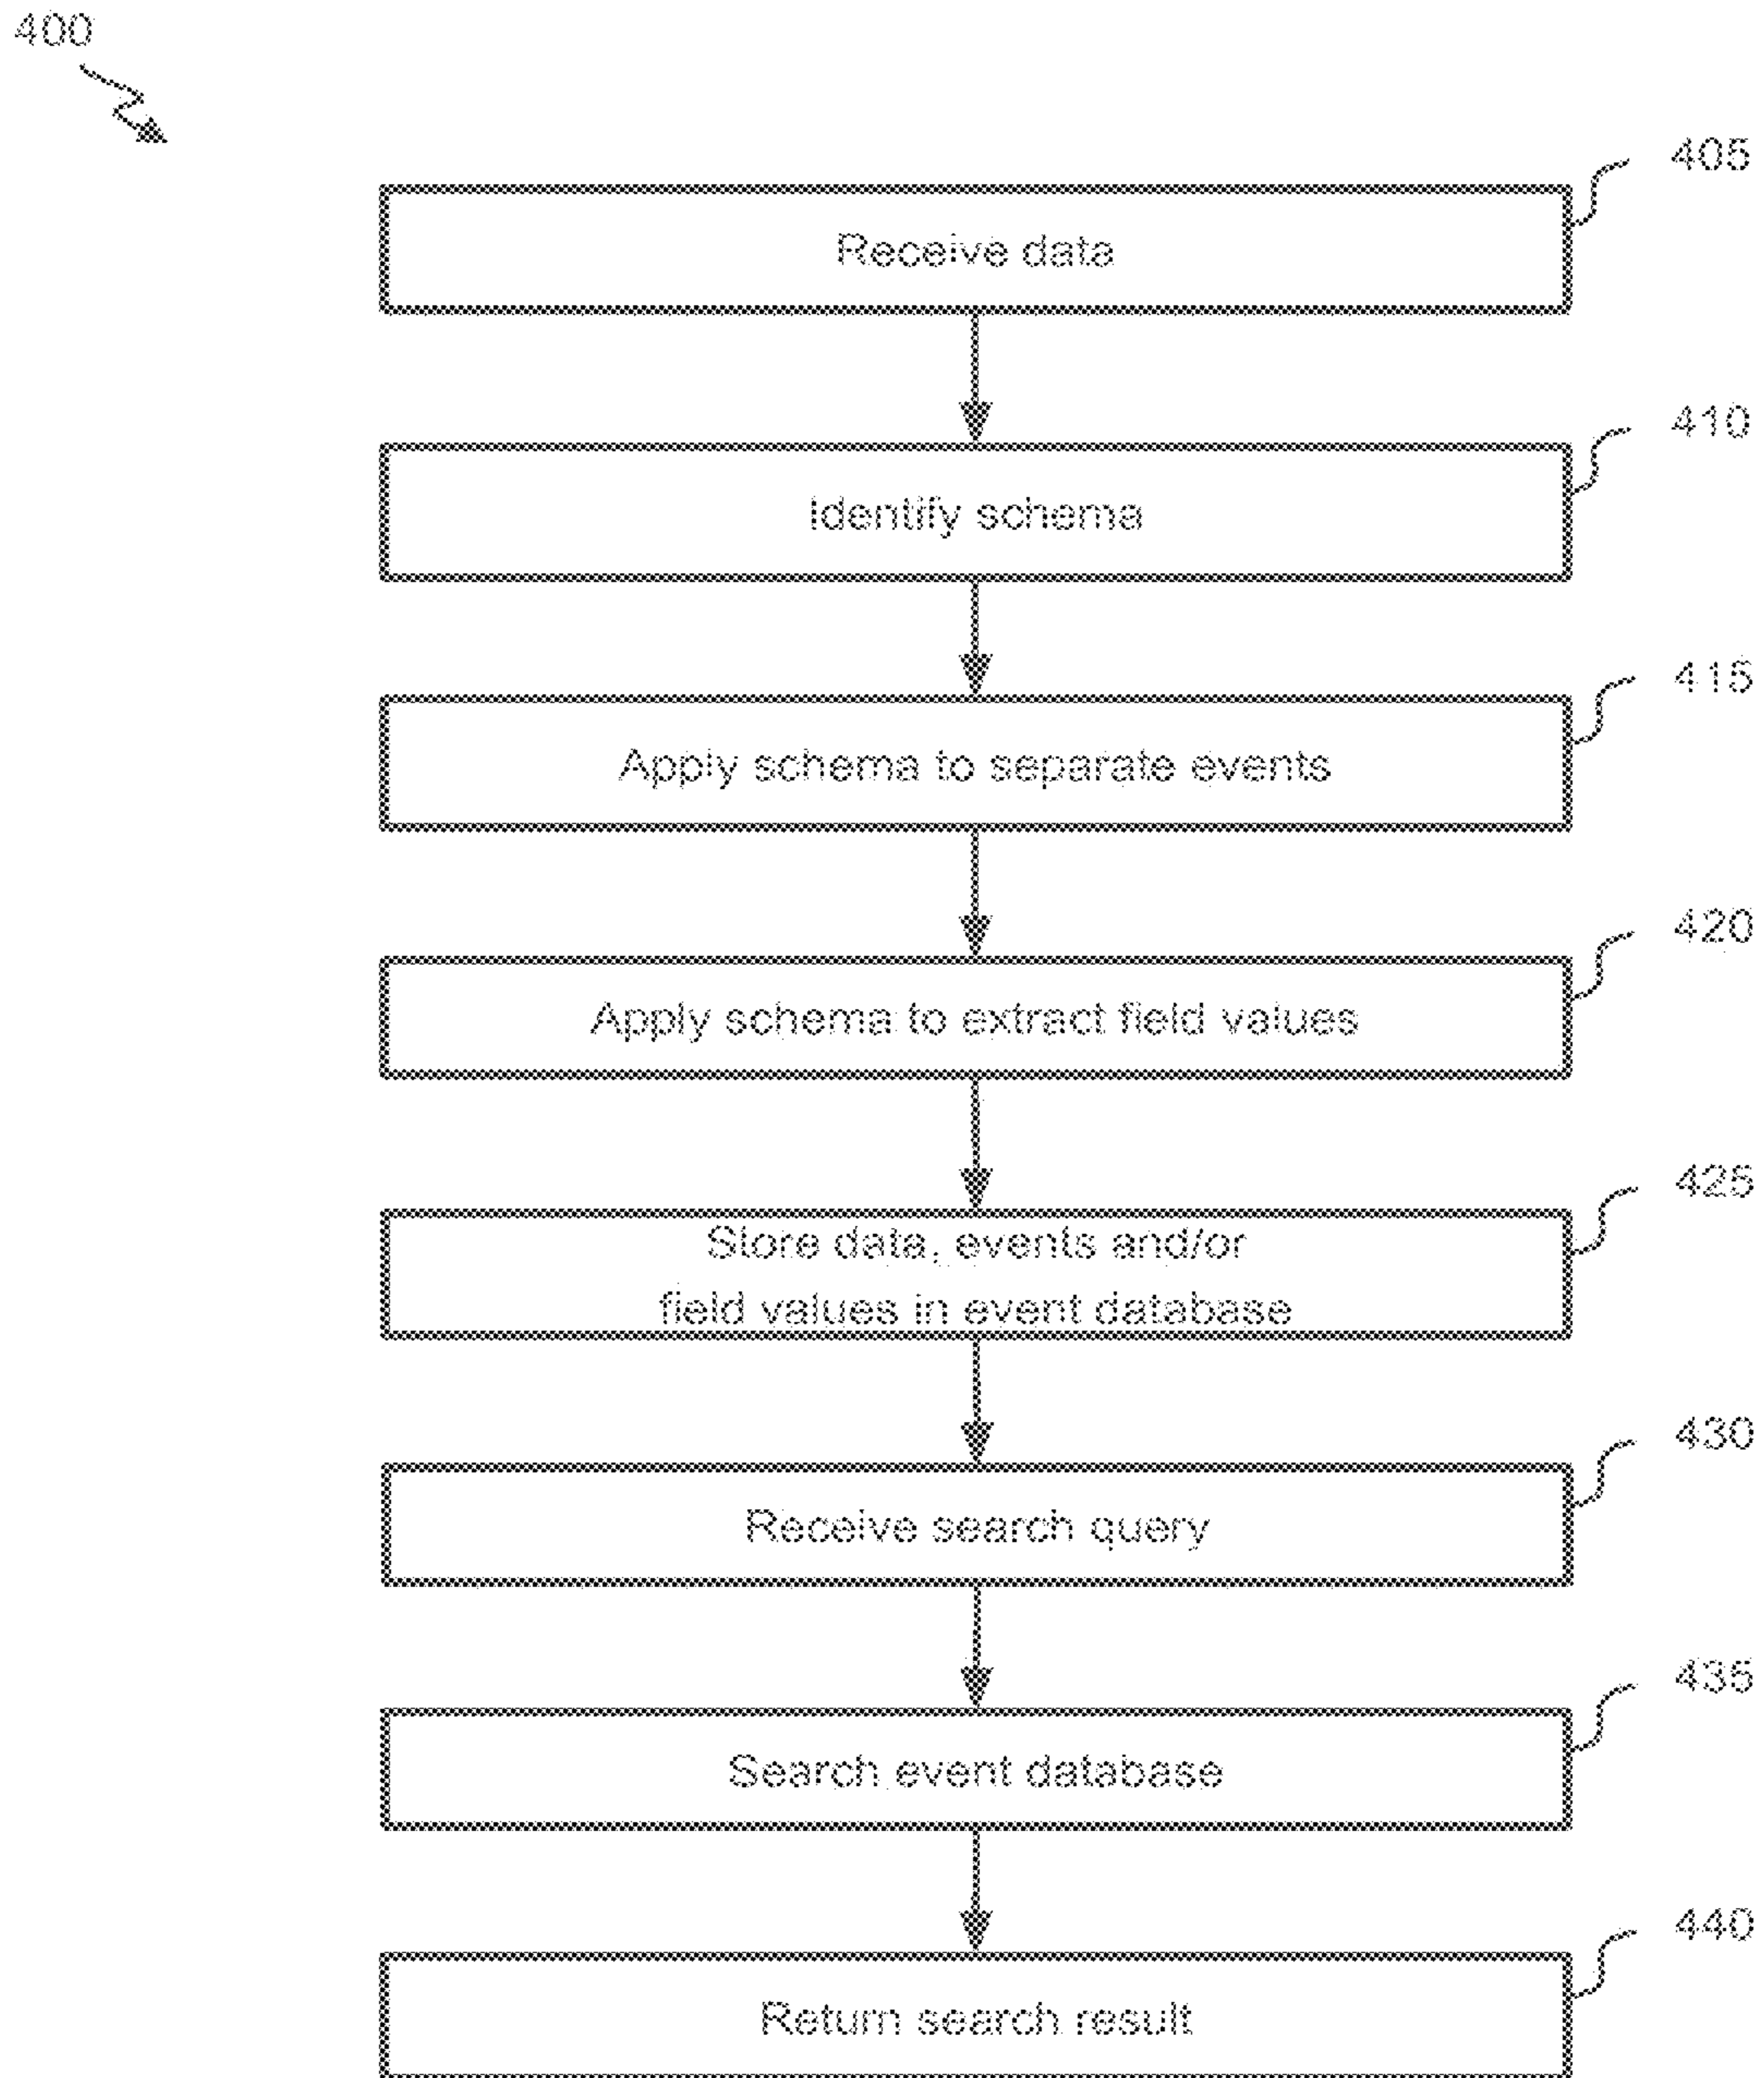 400
405
Receive data
410
Identify schema
415
Apply schema to separate events
420
Apply schema to extract field values
425
Store data, events and/or
field values in event database
430
Receive search query
435
Search event database
440
Return search result